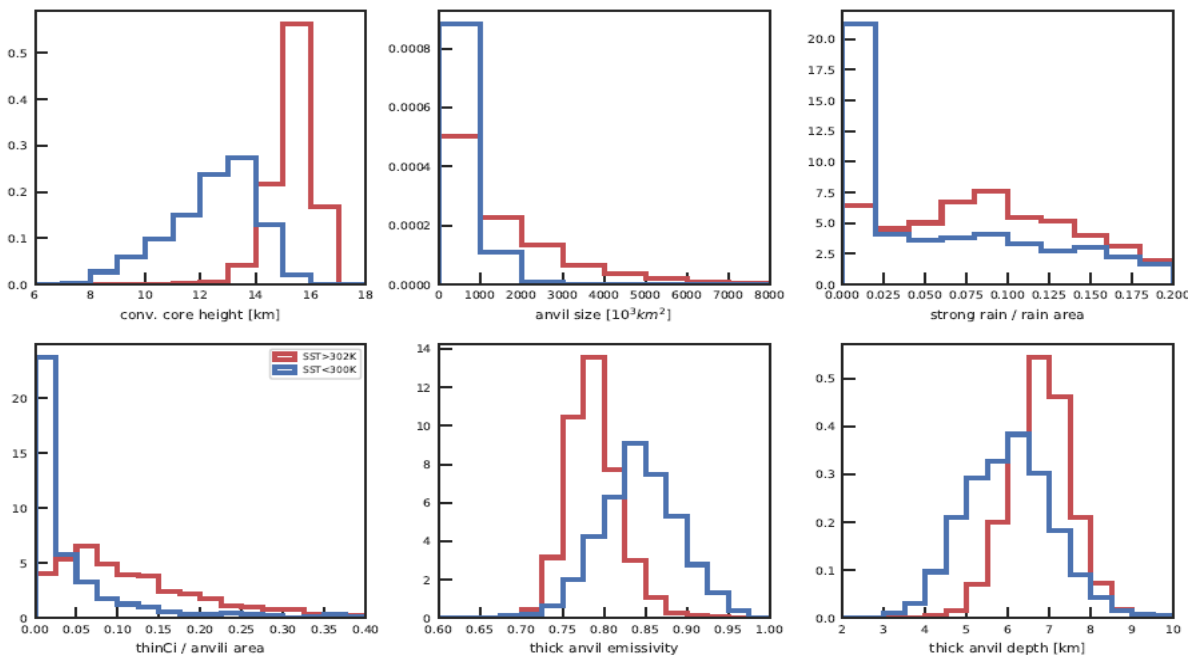 0.5
0.4
0.3
0.2
0.1
0.0
6 8 10 12 14 16 18
conv. core height [km]
0.0008
0.0006
0.0004
0.0002
0.0000
0 1000 2000 3000 4000 5000 6000 7000 8000
anvil size [10³km²]
20.0
17.5
15.0
12.5
10.0
7.5
5.0
2.5
0.0
0.000 0.025 0.050 0.075 0.100 0.125 0.150 0.175 0.200
strong rain / rain area
20
15
10
5
0
0.00 0.05 0.10 0.15 0.20 0.25 0.30 0.35 0.40
thinCi / anvili area
SST>302K
SST<300K
14
12
10
8
6
4
2
0
0.60 0.65 0.70 0.75 0.80 0.85 0.90 0.95 1.00
thick anvil emissivity
0.5
0.4
0.3
0.2
0.1
0.0
2 3 4 5 6 7 8 9 10
thick anvil depth [km]